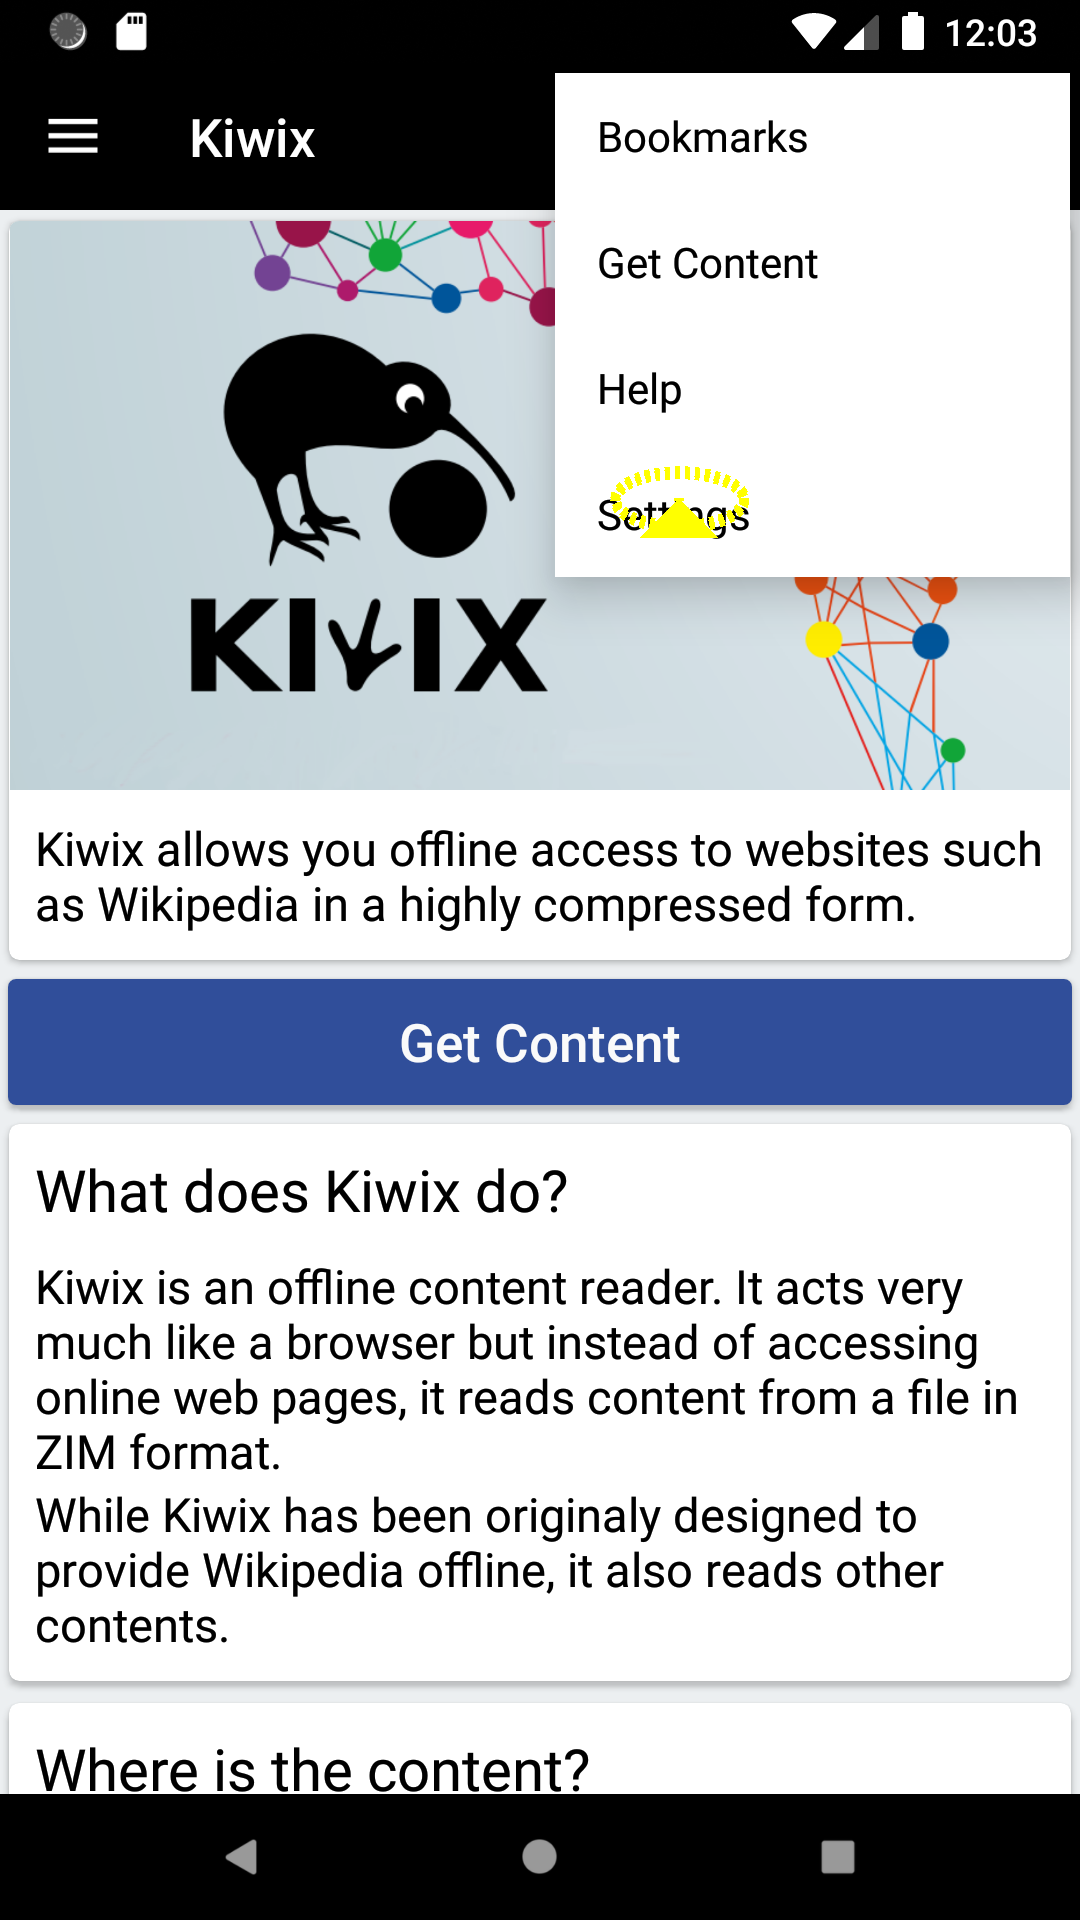 12:03
Kiwix
Bookmarks
Get Content
Help
Settings
KIWIX
Kiwix allows you offline access to websites such
as Wikipedia in a highly compressed form.
Get Content
What does Kiwix do?
Kiwix is an offline content reader. It acts very
much like a browser but instead of accessing
online web pages, it reads content from a file in
ZIM format.
While Kiwix has been originaly designed to
provide Wikipedia offline, it also reads other
contents.
Where is the content?